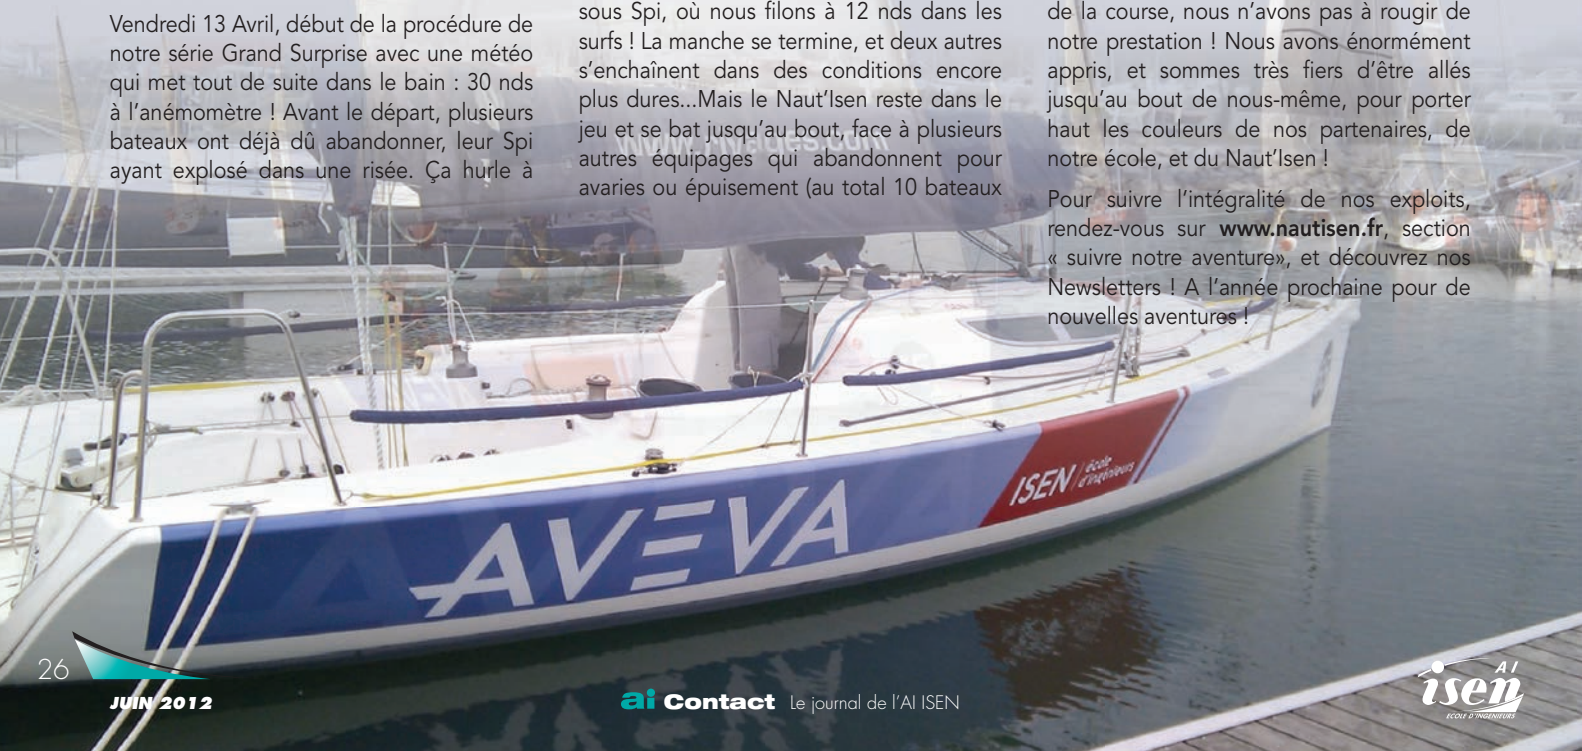 Vendredi 13 Avril, début de la procédure de
notre série Grand Surprise avec une météo
qui met tout de suite dans le bain : 30 nds
à l’anémomètre ! Avant le départ, plusieurs
bateaux ont déjà dû abandonner, leur Spi
ayant explosé dans une risée. Ça hurle à
sous Spi, où nous filons à 12 nds dans les
surfs ! La manche se termine, et deux autres
s’enchaînent dans des conditions encore
plus dures...Mais le Naut’Isen reste dans le
jeu et se bat jusqu’au bout, face à plusieurs
autres équipages qui abandonnent pour
avaries ou épuisement (au total 10 bateaux
de la course, nous n’avons pas à rougir de
notre prestation ! Nous avons énormément
appris, et sommes très fiers d’être allés
jusqu’au bout de nous-même, pour porter
haut les couleurs de nos partenaires, de
notre école, et du Naut’Isen !
Pour suivre l’intégralité de nos exploits,
rendez-vous sur www.nautisen.fr, section
« suivre notre aventure», et découvrez nos
Newsletters ! A l’année prochaine pour de
nouvelles aventures !
AVEVA
ISEN école
d'ingénieurs
26
JUIN 2012
ai Contact Le journal de l’AI ISEN
AI
isen
ECOLE D'INGENIEURS